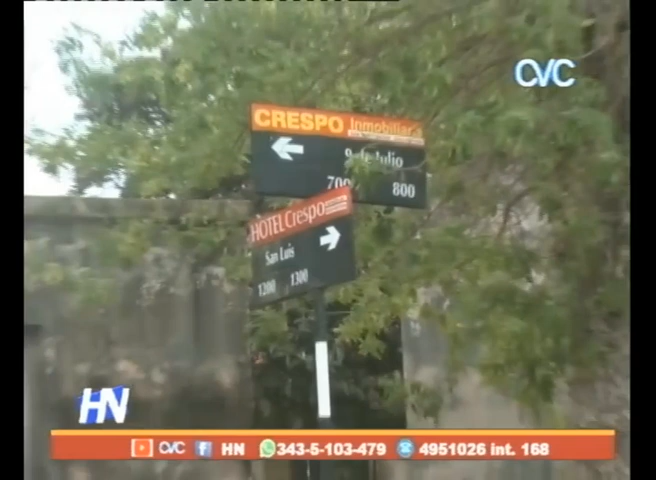 CVC
CRESPO Inmobiliaria
9 de Julio
700 800
HOTEL Crespo
San Luis
1200 1300
HN
CVC HN 343-5-103-479 4951026 int. 168